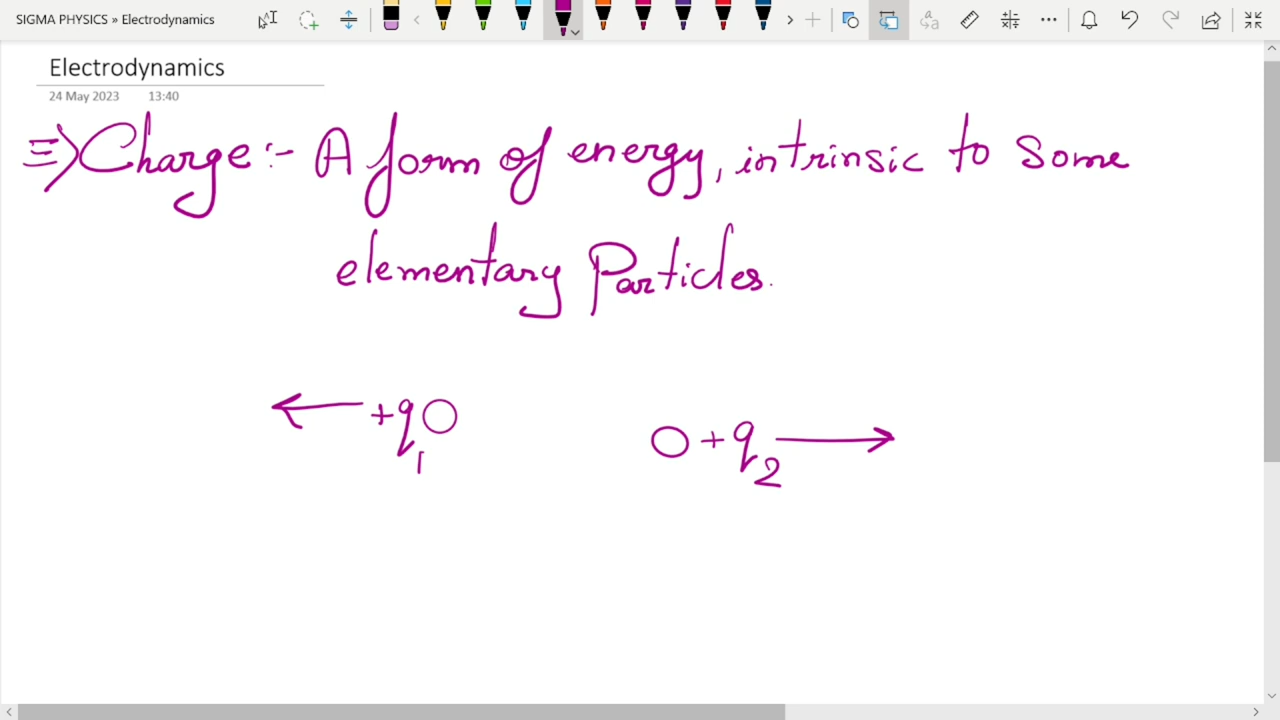 SIGMA PHYSICS » Electrodynamics
Electrodynamics
24 May 2023 13:40
⇒ Charge :- A form of energy, intrinsic to some
elementary Particles.
+q1
+q2